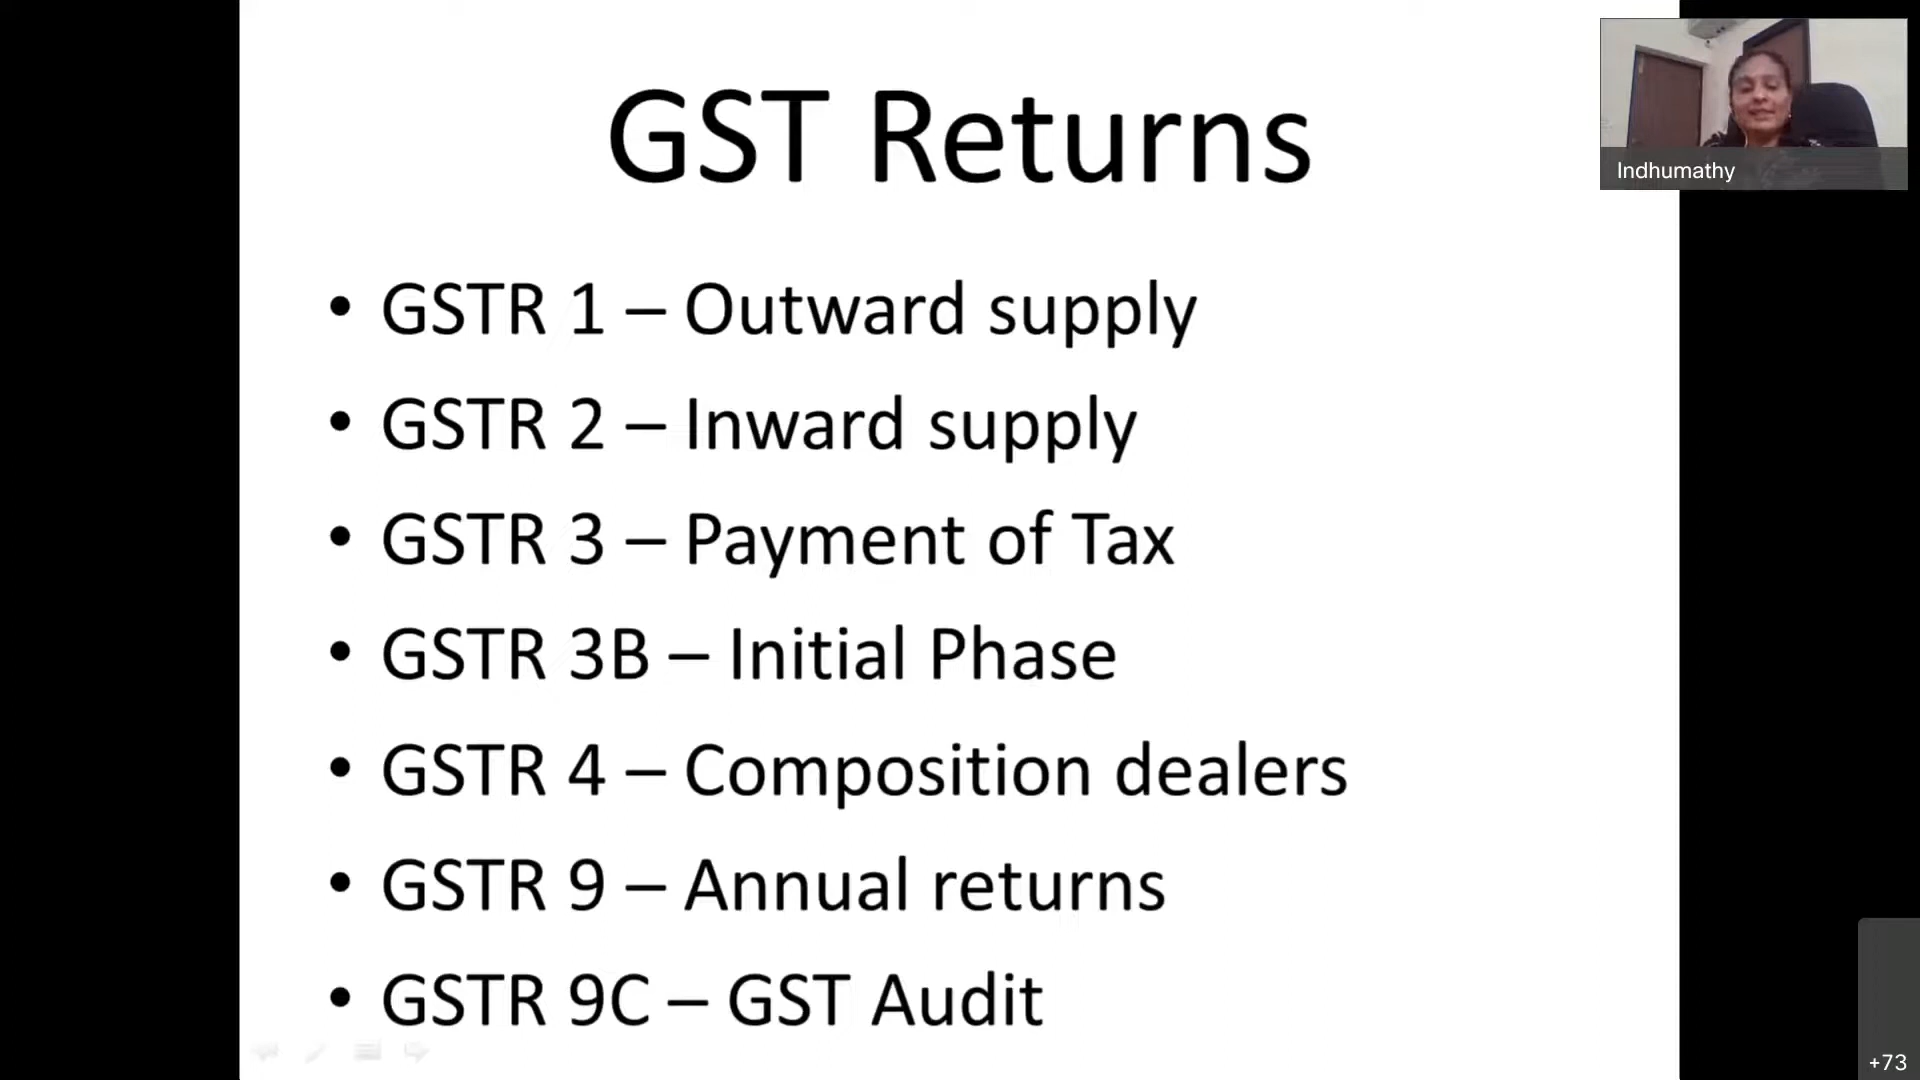 GST Returns
Indhumathy
• GSTR 1 – Outward supply
• GSTR 2 – Inward supply
• GSTR 3 – Payment of Tax
• GSTR 3B – Initial Phase
• GSTR 4 – Composition dealers
• GSTR 9 – Annual returns
• GSTR 9C – GST Audit
+73